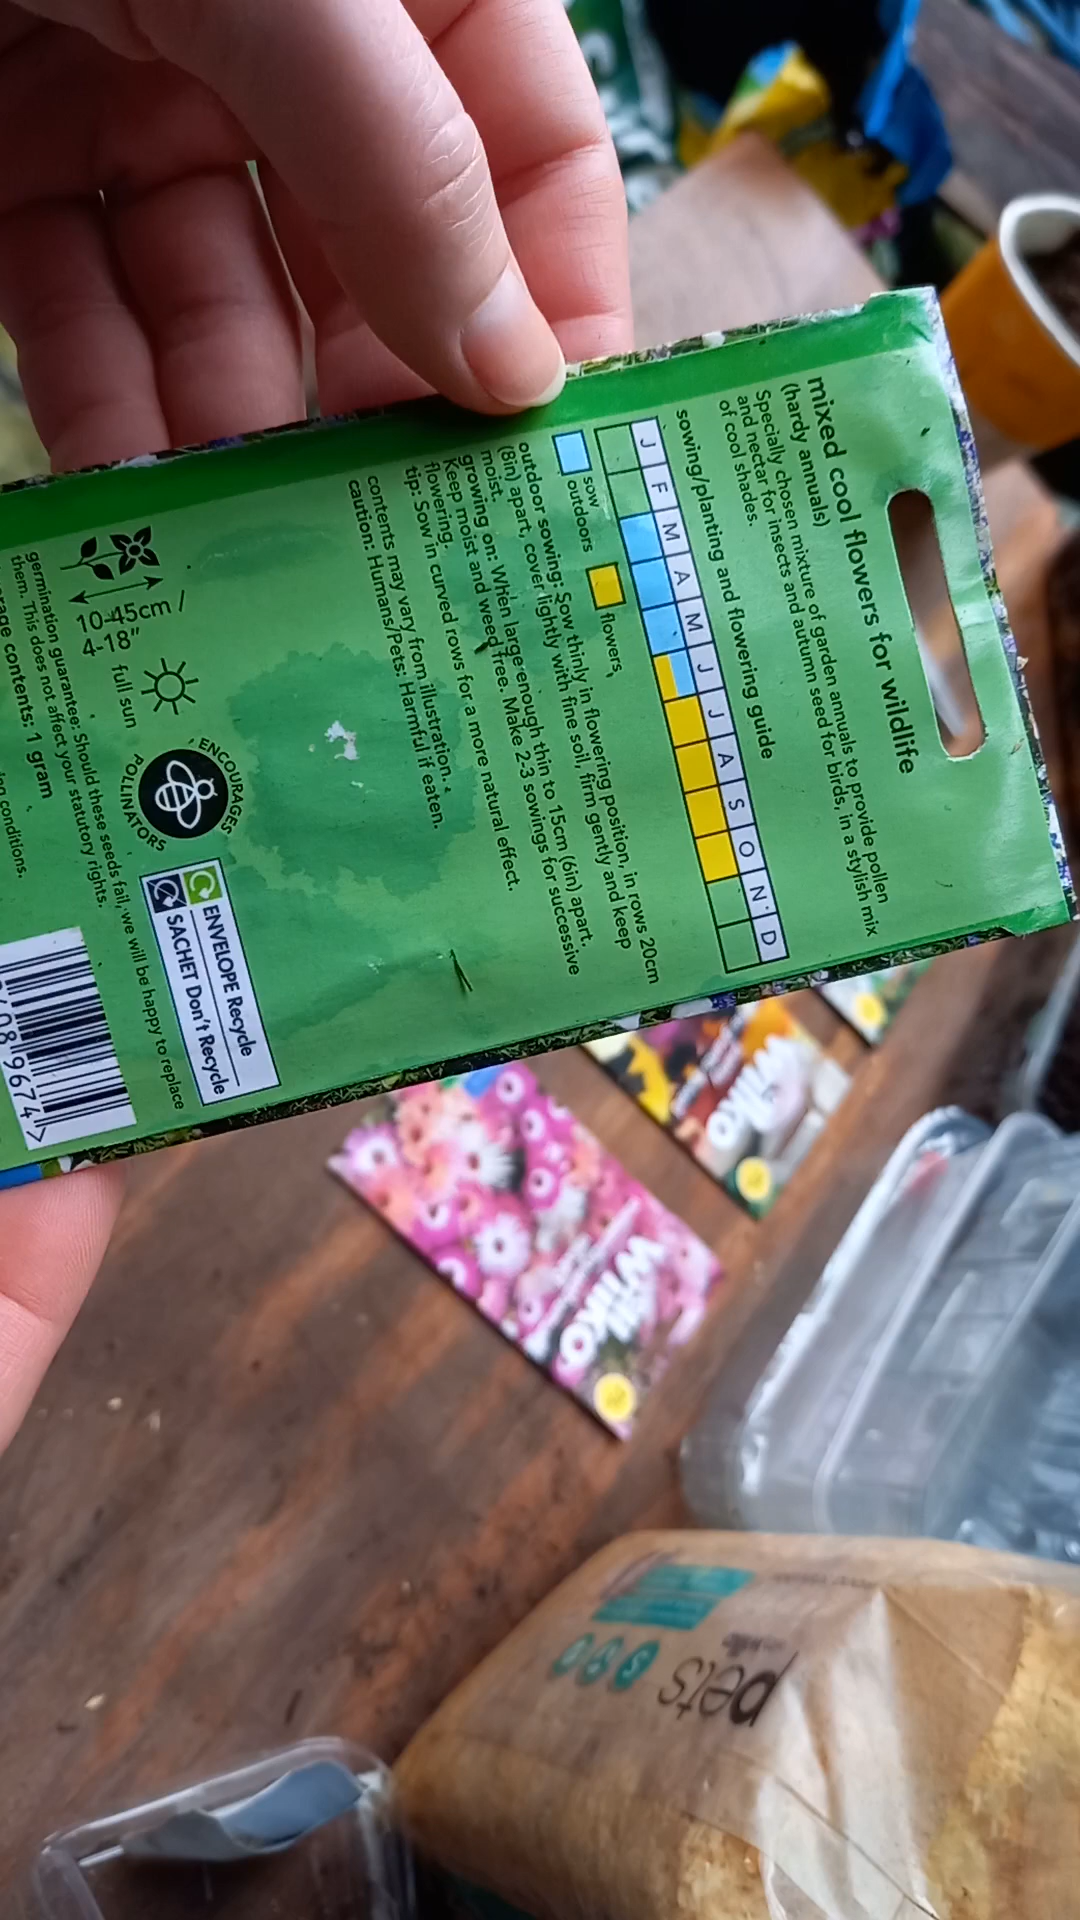 mixed cool flowers for wildlife
(hardy annuals)
Specially chosen mixture of garden annuals to provide pollen
and nectar for insects and autumn seed for birds, in a stylish mix
of cool shades.
sowing/planting and flowering guide
J F M A M J J A S O N D
sow
outdoors
flowers
outdoor sowing: Sow thinly in flowering position, in rows 20cm
(8in) apart, cover lightly with fine soil, firm gently and keep
moist.
growing on: When large enough thin to 15cm (6in) apart.
Keep moist and weed free. Make 2-3 sowings for successive
flowering.
tip: Sow in curved rows for a more natural effect.
contents may vary from illustration.
caution: Humans/Pets: Harmful if eaten.
10-45cm /
4-18"
full sun
ENCOURAGES
POLLINATORS
ENVELOPE Recycle
SACHET Don't Recycle
germination guarantee: Should these seeds fail, we will be happy to replace
them. This does not affect your statutory rights.
contents: 1 gram
conditions.
wilko
wilko
pets